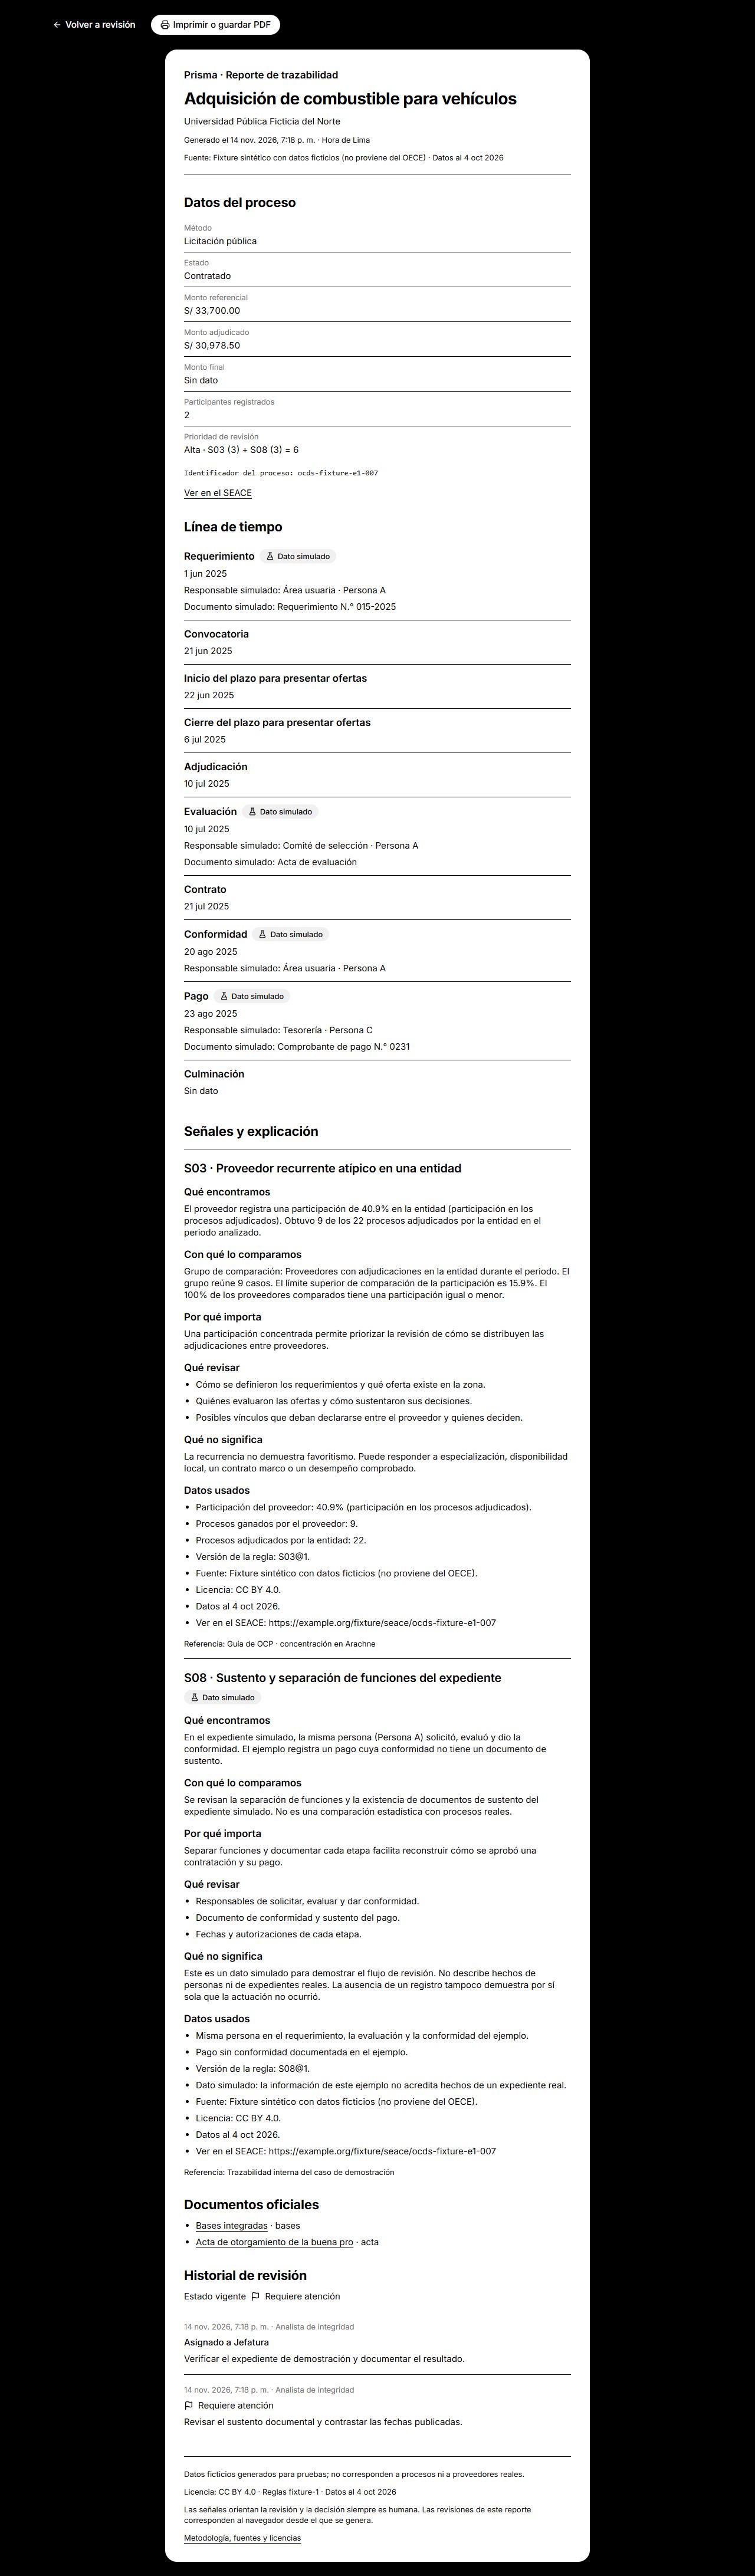 Volver a revisión
Imprimir o guardar PDF
Prisma · Reporte de trazabilidad
Adquisición de combustible para vehículos
Universidad Pública Ficticia del Norte
Generado el 14 nov. 2026, 7:18 p. m. · Hora de Lima
Fuente: Fixture sintético con datos ficticios (no proviene del OECE) · Datos al 4 oct 2026
Datos del proceso
Método
Licitación pública
Estado
Contratado
Monto referencial
S/ 33,700.00
Monto adjudicado
S/ 30,978.50
Monto final
Sin dato
Participantes registrados
2
Prioridad de revisión
Alta · S03 (3) + S08 (3) = 6
Identificador del proceso: ocds-fixture-e1-007
Ver en el SEACE
Línea de tiempo
Requerimiento Dato simulado
1 jun 2025
Responsable simulado: Área usuaria · Persona A
Documento simulado: Requerimiento N.° 015-2025
Convocatoria
21 jun 2025
Inicio del plazo para presentar ofertas
22 jun 2025
Cierre del plazo para presentar ofertas
6 jul 2025
Adjudicación
10 jul 2025
Evaluación Dato simulado
10 jul 2025
Responsable simulado: Comité de selección · Persona A
Documento simulado: Acta de evaluación
Contrato
21 jul 2025
Conformidad Dato simulado
20 ago 2025
Responsable simulado: Área usuaria · Persona A
Pago Dato simulado
23 ago 2025
Responsable simulado: Tesorería · Persona C
Documento simulado: Comprobante de pago N.° 0231
Culminación
Sin dato
Señales y explicación
S03 · Proveedor recurrente atípico en una entidad
Qué encontramos
El proveedor registra una participación de 40.9% en la entidad (participación en los
procesos adjudicados). Obtuvo 9 de los 22 procesos adjudicados por la entidad en el
periodo analizado.
Con qué lo comparamos
Grupo de comparación: Proveedores con adjudicaciones en la entidad durante el periodo. El
grupo reúne 9 casos. El límite superior de comparación de la participación es 15.9%. El
100% de los proveedores comparados tiene una participación igual o menor.
Por qué importa
Una participación concentrada permite priorizar la revisión de cómo se distribuyen las
adjudicaciones entre proveedores.
Qué revisar
• Cómo se definieron los requerimientos y qué oferta existe en la zona.
• Quiénes evaluaron las ofertas y cómo sustentaron sus decisiones.
• Posibles vínculos que deban declararse entre el proveedor y quienes deciden.
Qué no significa
La recurrencia no demuestra favoritismo. Puede responder a especialización, disponibilidad
local, un contrato marco o un desempeño comprobado.
Datos usados
• Participación del proveedor: 40.9% (participación en los procesos adjudicados).
• Procesos ganados por el proveedor: 9.
• Procesos adjudicados por la entidad: 22.
• Versión de la regla: S03@1.
• Fuente: Fixture sintético con datos ficticios (no proviene del OECE).
• Licencia: CC BY 4.0.
• Datos al 4 oct 2026.
• Ver en el SEACE: https://example.org/fixture/seace/ocds-fixture-e1-007
Referencia: Guía de OCP · concentración en Arachne
S08 · Sustento y separación de funciones del expediente
Dato simulado
Qué encontramos
En el expediente simulado, la misma persona (Persona A) solicitó, evaluó y dio la
conformidad. El ejemplo registra un pago cuya conformidad no tiene un documento de
sustento.
Con qué lo comparamos
Se revisan la separación de funciones y la existencia de documentos de sustento del
expediente simulado. No es una comparación estadística con procesos reales.
Por qué importa
Separar funciones y documentar cada etapa facilita reconstruir cómo se aprobó una
contratación y su pago.
Qué revisar
• Responsables de solicitar, evaluar y dar conformidad.
• Documento de conformidad y sustento del pago.
• Fechas y autorizaciones de cada etapa.
Qué no significa
Este es un dato simulado para demostrar el flujo de revisión. No describe hechos de
personas ni de expedientes reales. La ausencia de un registro tampoco demuestra por sí
sola que la actuación no ocurrió.
Datos usados
• Misma persona en el requerimiento, la evaluación y la conformidad del ejemplo.
• Pago sin conformidad documentada en el ejemplo.
• Versión de la regla: S08@1.
• Dato simulado: la información de este ejemplo no acredita hechos de un expediente real.
• Fuente: Fixture sintético con datos ficticios (no proviene del OECE).
• Licencia: CC BY 4.0.
• Datos al 4 oct 2026.
• Ver en el SEACE: https://example.org/fixture/seace/ocds-fixture-e1-007
Referencia: Trazabilidad interna del caso de demostración
Documentos oficiales
• Bases integradas · bases
• Acta de otorgamiento de la buena pro · acta
Historial de revisión
Estado vigente Requiere atención
14 nov. 2026, 7:18 p. m. · Analista de integridad
Asignado a Jefatura
Verificar el expediente de demostración y documentar el resultado.
14 nov. 2026, 7:18 p. m. · Analista de integridad
Requiere atención
Revisar el sustento documental y contrastar las fechas publicadas.
Datos ficticios generados para pruebas; no corresponden a procesos ni a proveedores reales.
Licencia: CC BY 4.0 · Reglas fixture-1 · Datos al 4 oct 2026
Las señales orientan la revisión y la decisión siempre es humana. Las revisiones de este reporte
corresponden al navegador desde el que se genera.
Metodología, fuentes y licencias